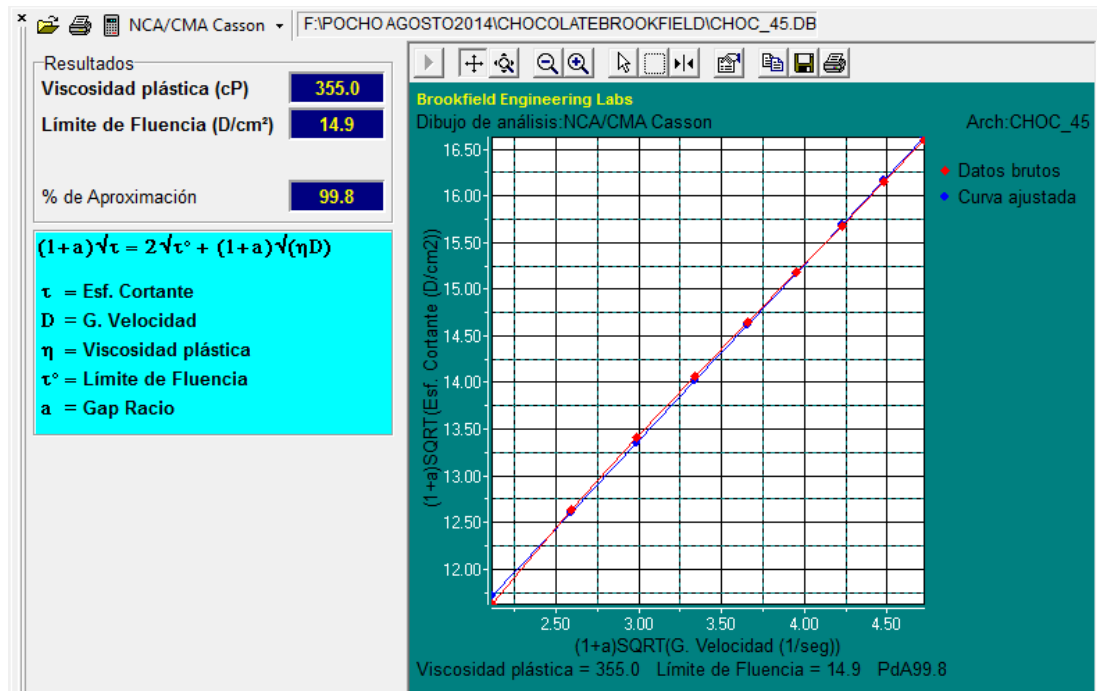 NCA/CMA Casson
F:\POCHO AGOSTO2014\CHOCOLATEBROOKFIELD\CHOC_45.DB
Resultados
Viscosidad plástica (cP) 355.0
Límite de Fluencia (D/cm²) 14.9
% de Aproximación 99.8
(1+a)√τ = 2√τ° + (1+a)√(ηD)
τ = Esf. Cortante
D = G. Velocidad
η = Viscosidad plástica
τ° = Límite de Fluencia
a = Gap Racio
Brookfield Engineering Labs
Dibujo de análisis:NCA/CMA Casson Arch:CHOC_45
Datos brutos
Curva ajustada
(1+a)SQRT(Esf. Cortante (D/cm2))
16.50
16.00
15.50
15.00
14.50
14.00
13.50
13.00
12.50
12.00
2.50 3.00 3.50 4.00 4.50
(1+a)SQRT(G. Velocidad (1/seg))
Viscosidad plástica = 355.0 Límite de Fluencia = 14.9 PdA99.8